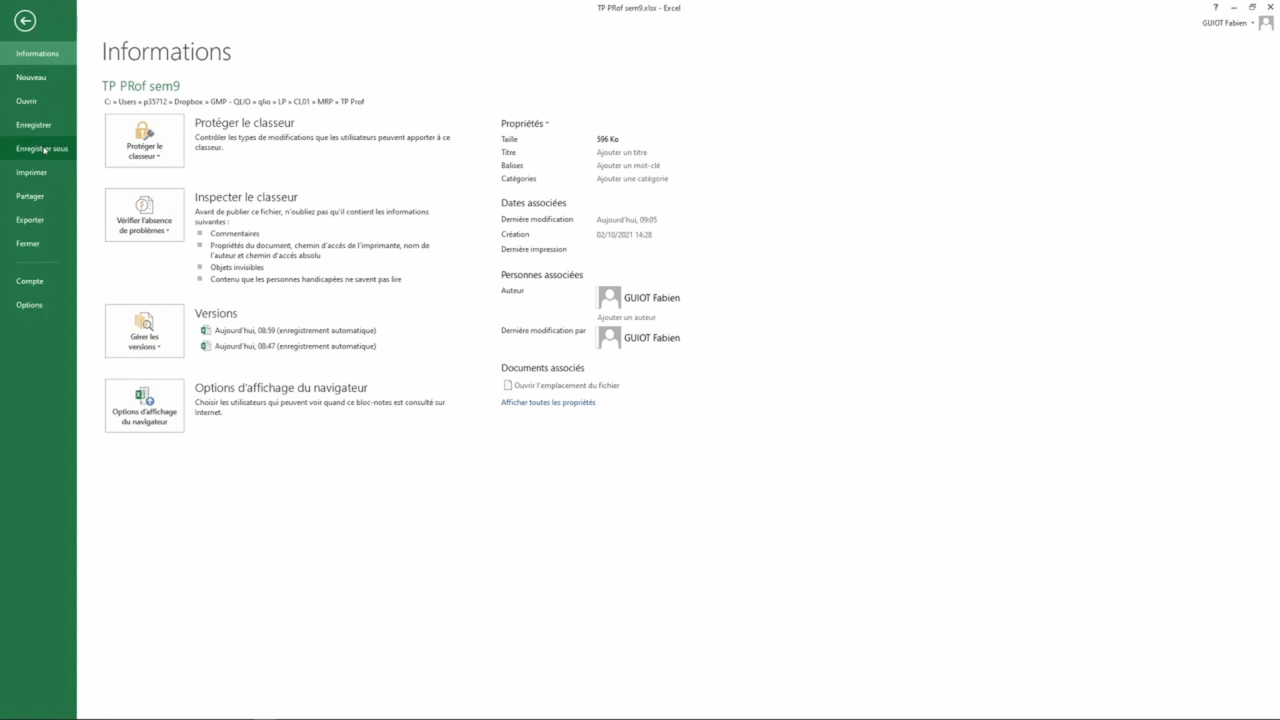 TP PRof sem9.xlsx - Excel
?
GUIOT Fabien
Informations
Nouveau
Ouvrir
Enregistrer
Enregistrer sous
Imprimer
Partager
Exporter
Fermer
Compte
Options
Informations
TP PRof sem9
C: » Users » p35712 » Dropbox » GMP - QLIO » qlio » LP » CL01 » MRP » TP Prof
Protéger le
classeur
Protéger le classeur
Contrôler les types de modifications que les utilisateurs peuvent apporter à ce
classeur.
Vérifier l'absence
de problèmes
Inspecter le classeur
Avant de publier ce fichier, n'oubliez pas qu'il contient les informations
suivantes :
Commentaires
Propriétés du document, chemin d'accès de l'imprimante, nom de
l'auteur et chemin d'accès absolu
Objets invisibles
Contenu que les personnes handicapées ne savent pas lire
Gérer les
versions
Versions
Aujourd'hui, 08:59 (enregistrement automatique)
Aujourd'hui, 08:47 (enregistrement automatique)
Options d'affichage
du navigateur
Options d'affichage du navigateur
Choisir les utilisateurs qui peuvent voir quand ce bloc-notes est consulté sur
Internet.
Propriétés
Taille 596 Ko
Titre Ajouter un titre
Balises Ajouter un mot-clé
Catégories Ajouter une catégorie
Dates associées
Dernière modification Aujourd'hui, 09:05
Création 02/10/2021 14:28
Dernière impression
Personnes associées
Auteur GUIOT Fabien
Ajouter un auteur
Dernière modification par GUIOT Fabien
Documents associés
Ouvrir l'emplacement du fichier
Afficher toutes les propriétés